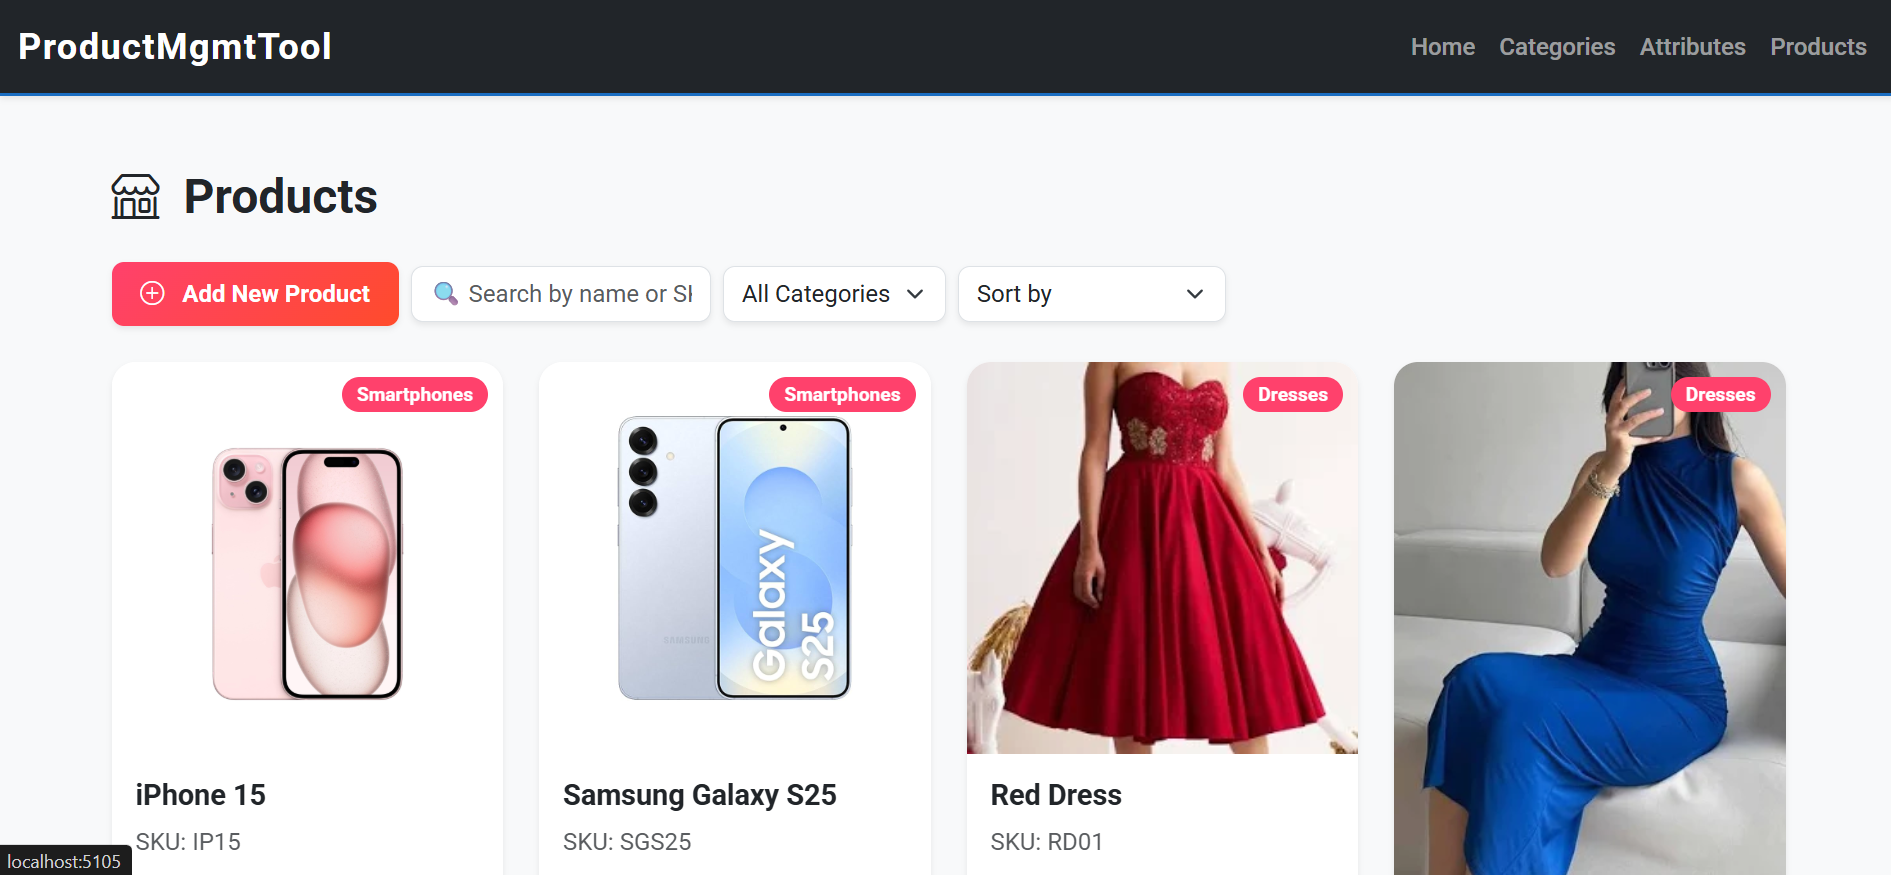 ProductMgmtTool
Home Categories Attributes Products
Products
Add New Product
Search by name or SK
All Categories
Sort by
Smartphones
Smartphones
Dresses
Dresses
Galaxy
S25
SAMSUNG
iPhone 15
Samsung Galaxy S25
Red Dress
SKU: IP15
SKU: SGS25
SKU: RD01
localhost:5105